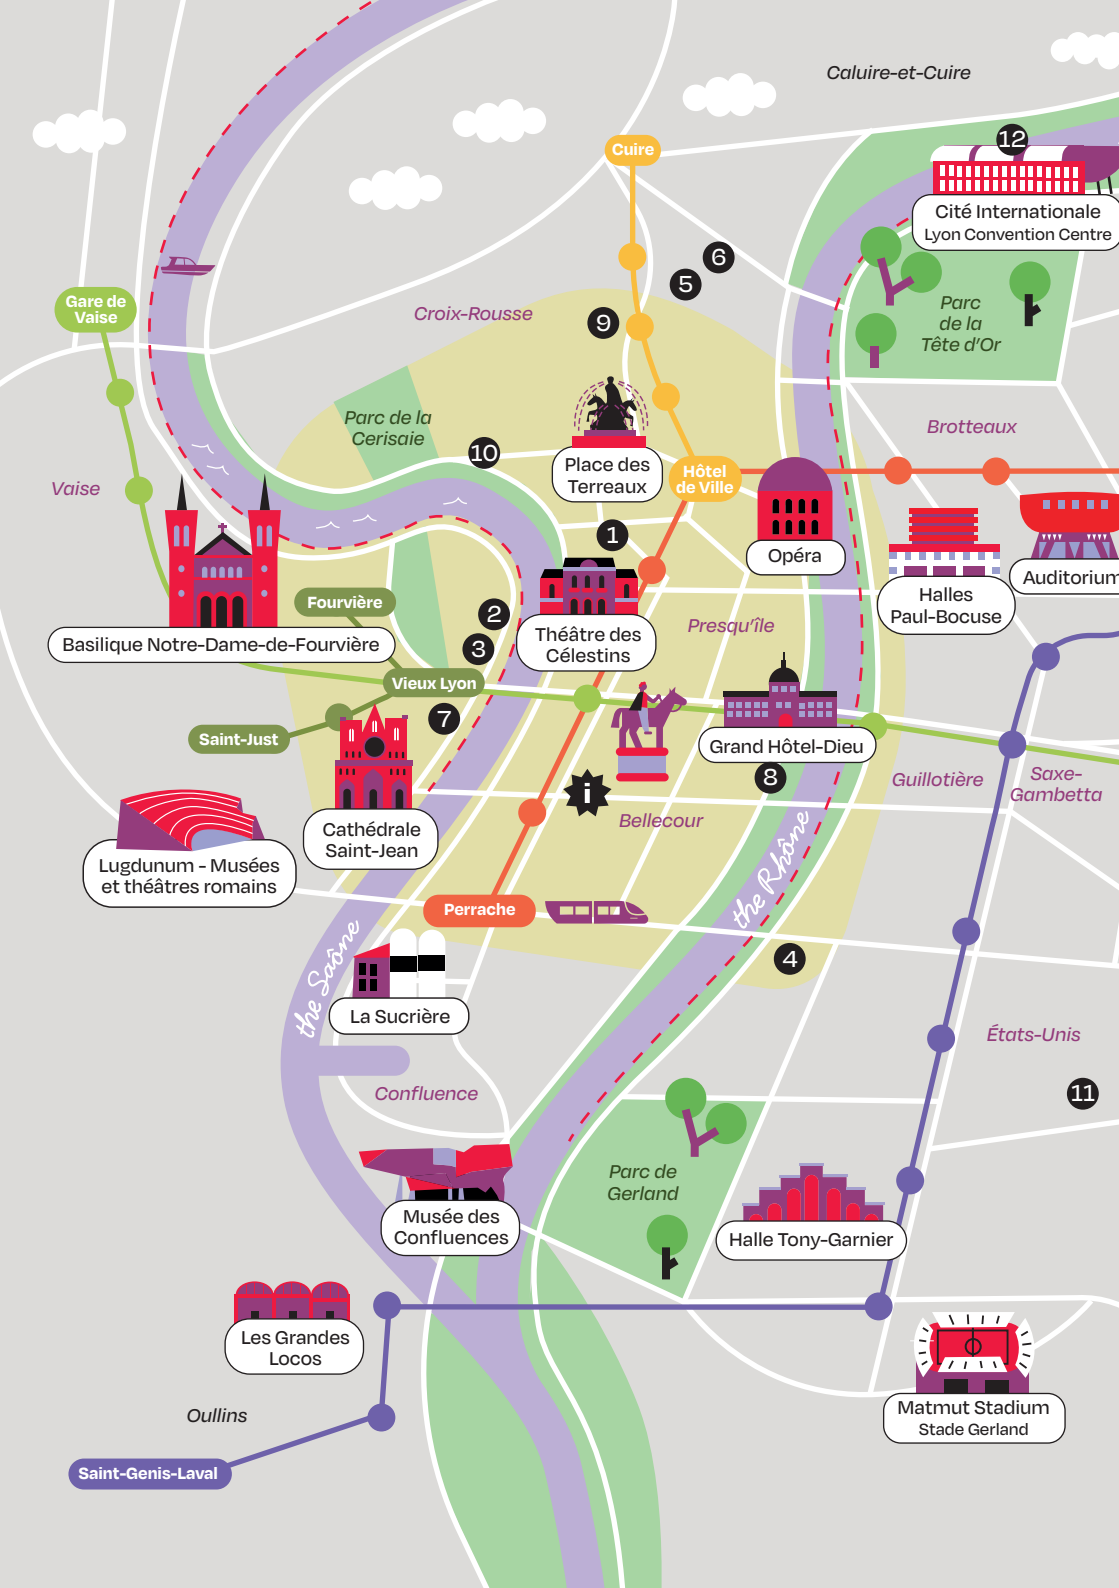 Caluire-et-Cuire
12
Cuire
Cité Internationale
Lyon Convention Centre
6
5
Gare de
Vaise
Croix-Rousse
9
Parc
de la
Tête d'Or
Parc de la
Cerisaie
Brotteaux
10
Place des
Terreaux
Hôtel
de Ville
Vaise
1
Opéra
Auditorium
Halles
Paul-Bocuse
Fourvière
2
Basilique Notre-Dame-de-Fourvière
3
Théâtre des
Célestins
Presqu'île
Vieux Lyon
7
Saint-Just
Grand Hôtel-Dieu
8
Guillotière
Saxe-
Gambetta
i
Bellecour
Cathédrale
Saint-Jean
Lugdunum - Musées
et théâtres romains
the Rhône
Perrache
the Saône
4
La Sucrière
États-Unis
Confluence
11
Parc de
Gerland
Musée des
Confluences
Halle Tony-Garnier
Les Grandes
Locos
Oullins
Matmut Stadium
Stade Gerland
Saint-Genis-Laval